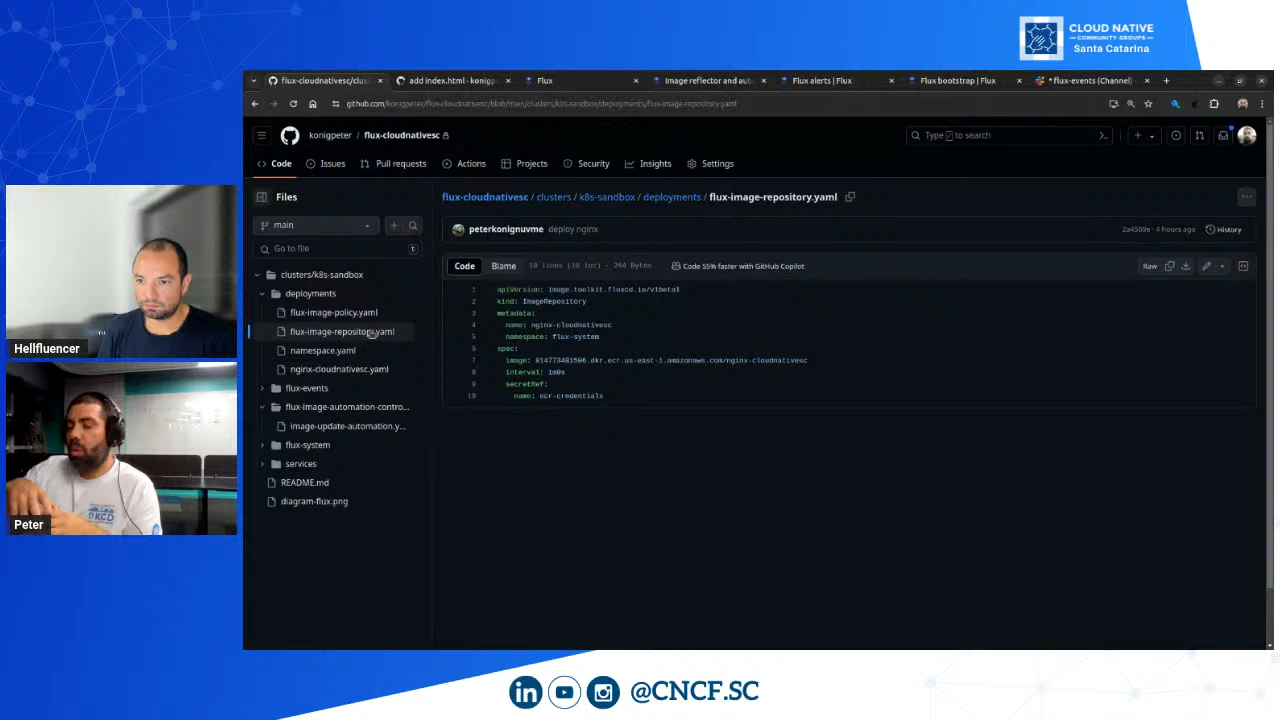 CLOUD NATIVE
COMMUNITY GROUPS
Santa Catarina
flux-cloudnativesc/clust
add index.html · konigp
Flux
Image reflector and aut
Flux alerts | Flux
Flux bootstrap | Flux
* flux-events (Channel)
github.com/konigpeter/flux-cloudnativesc/blob/main/clusters/k8s-sandbox/deployments/flux-image-repository.yaml
konigpeter / flux-cloudnativesc
Type / to search
Code
Issues
Pull requests
Actions
Projects
Security
Insights
Settings
Files
main
Go to file
t
clusters/k8s-sandbox
deployments
flux-image-policy.yaml
flux-image-repository.yaml
namespace.yaml
nginx-cloudnativesc.yaml
flux-events
flux-image-automation-contro...
image-update-automation.y...
flux-system
services
README.md
diagram-flux.png
flux-cloudnativesc / clusters / k8s-sandbox / deployments / flux-image-repository.yaml
peterkonignuvme deploy nginx
2a4509e · 4 hours ago
History
Code
Blame
10 lines (10 loc) · 264 Bytes
Code 55% faster with GitHub Copilot
Raw
1 apiVersion: image.toolkit.fluxcd.io/v1beta1
2 kind: ImageRepository
3 metadata:
4 name: nginx-cloudnativesc
5 namespace: flux-system
6 spec:
7 image: 014773481506.dkr.ecr.us-east-1.amazonaws.com/nginx-cloudnativesc
8 interval: 1m0s
9 secretRef:
10 name: ecr-credentials
Hellfluencer
KCD
Peter
@CNCF.SC